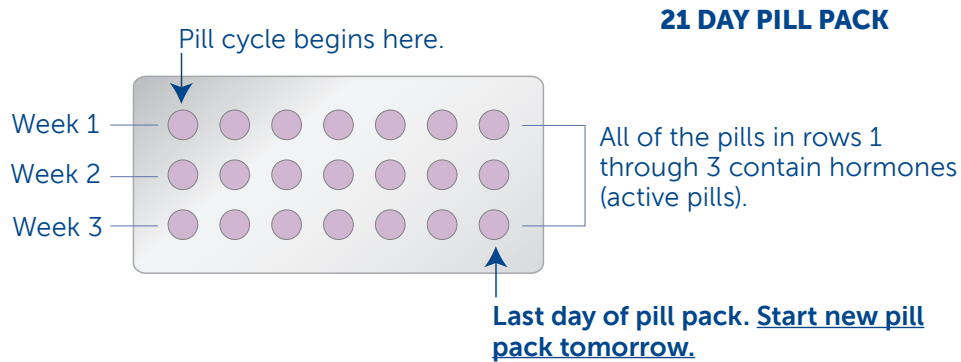 21 DAY PILL PACK
Pill cycle begins here.
Week 1
Week 2
Week 3
All of the pills in rows 1
through 3 contain hormones
(active pills).
Last day of pill pack. Start new pill
pack tomorrow.